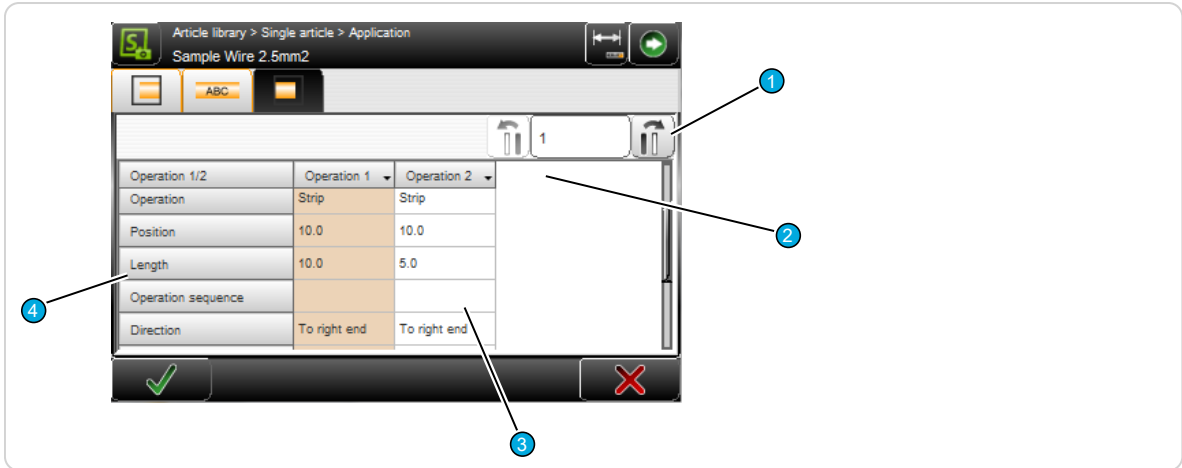 Article library > Single article > Application
Sample Wire 2.5mm2
ABC
1
1
Operation 1/2 Operation 1 Operation 2
Operation Strip Strip
Position 10.0 10.0
2
Length 10.0 5.0
4
Operation sequence
Direction To right end To right end
3